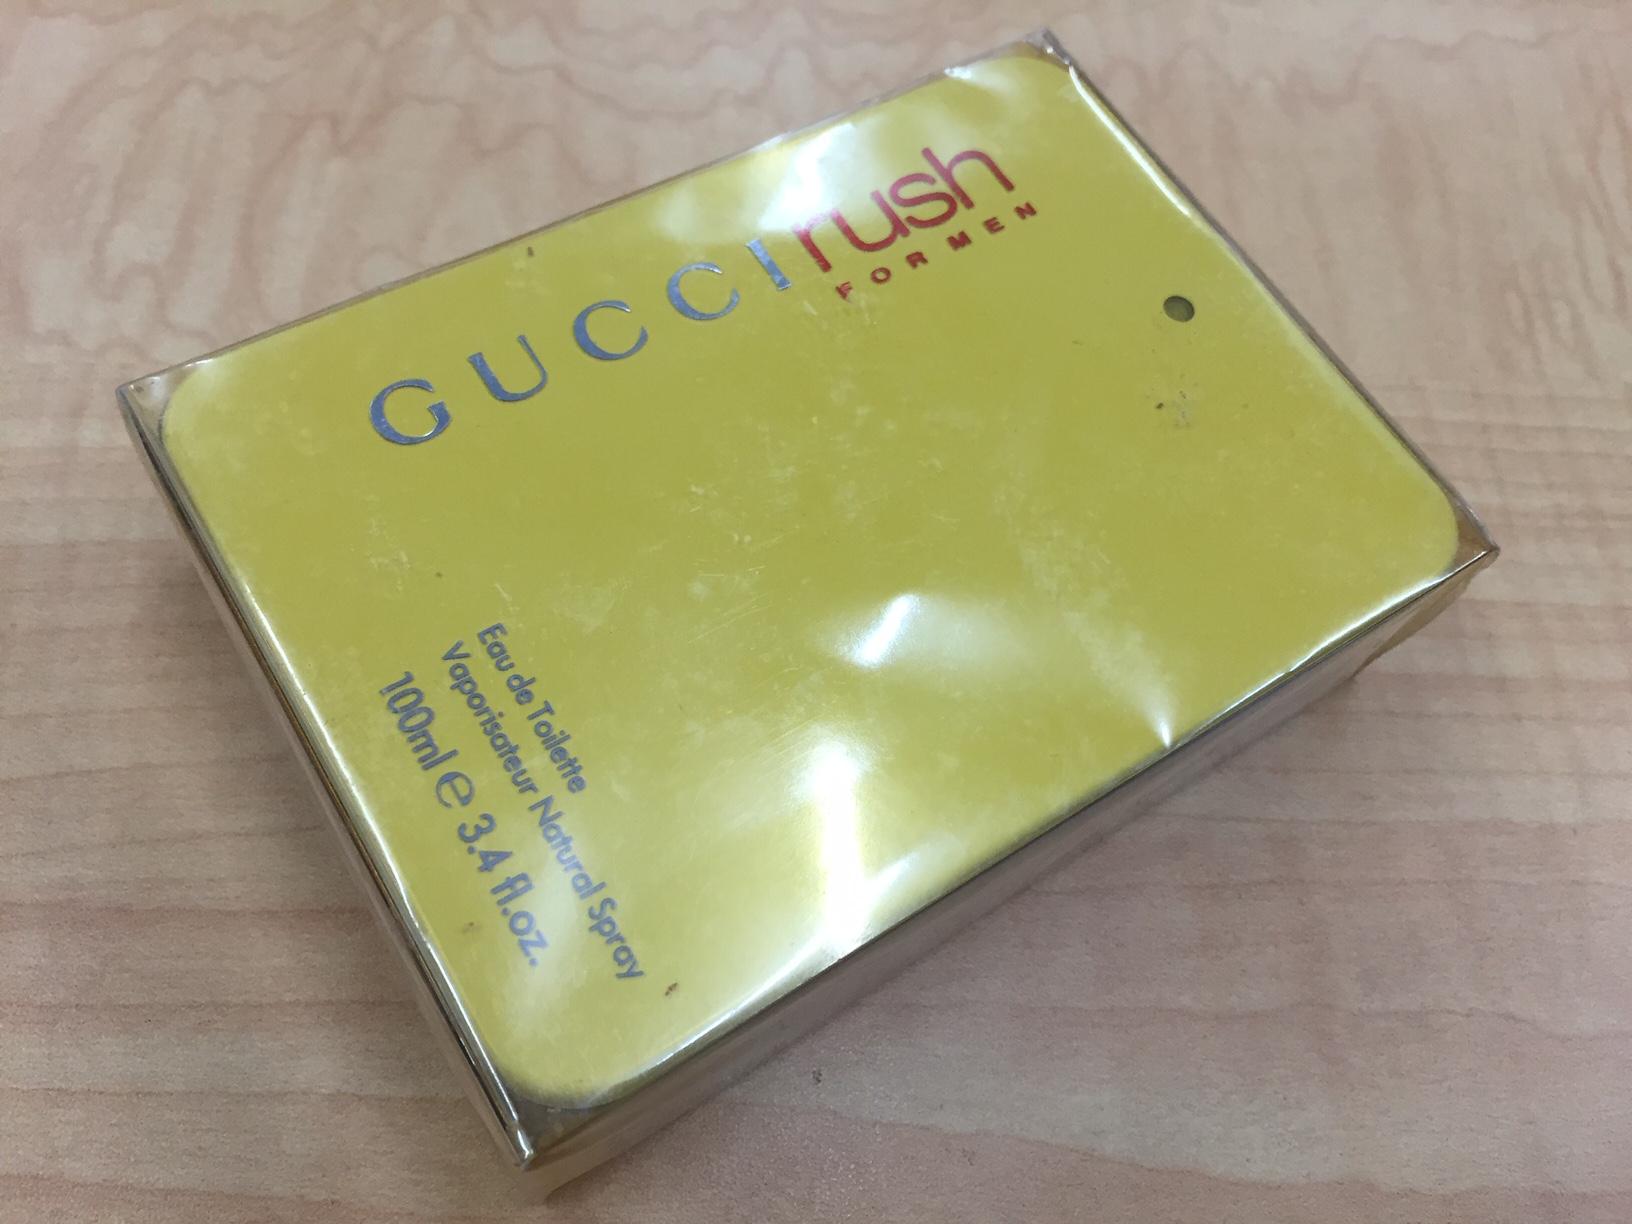 GUCCI rush
FOR MEN
Eau de Toilette
Vaporisateur Natural Spray
100ml ℮ 3.4 fl.oz.